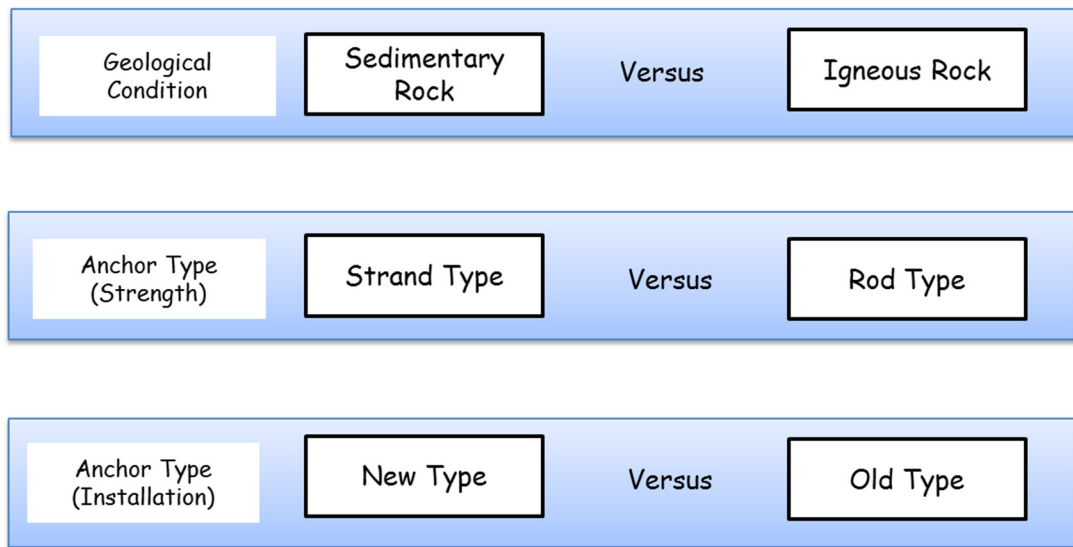 Geological
Condition
Sedimentary
Rock
Versus
Igneous Rock
Anchor Type
(Strength)
Strand Type
Versus
Rod Type
Anchor Type
(Installation)
New Type
Versus
Old Type